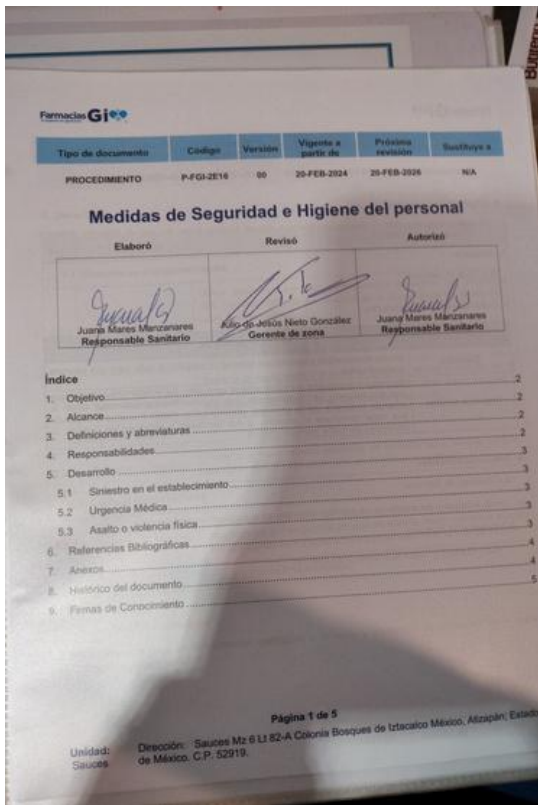 Farmacias Gi
Tipo de documento Código Versión Vigente a partir de Próxima revisión Sustituye a
PROCEDIMIENTO P-FGI-2E16 00 20-FEB-2024 20-FEB-2026 N/A
Medidas de Seguridad e Higiene del personal
Elaboró Revisó Autorizó
Juana Mares Manzanares Julio de Jesús Nieto González Juana Mares Manzanares
Responsable Sanitario Gerente de zona Responsable Sanitario
Índice
1. Objetivo 2
2. Alcance 2
3. Definiciones y abreviaturas 2
4. Responsabilidades 2
5. Desarrollo 3
5.1 Siniestro en el establecimiento 3
5.2 Urgencia Médica 3
5.3 Asalto o violencia física 3
6. Referencias Bibliográficas 3
7. Anexos 4
8. Histórico del documento 4
9. Firmas de Conocimiento 5
Página 1 de 5
Unidad: Sauces
Dirección: Sauces Mz 6 Lt 82-A Colonia Bosques de Iztacalco México, Atizapán; Estado
de México. C.P. 52919.